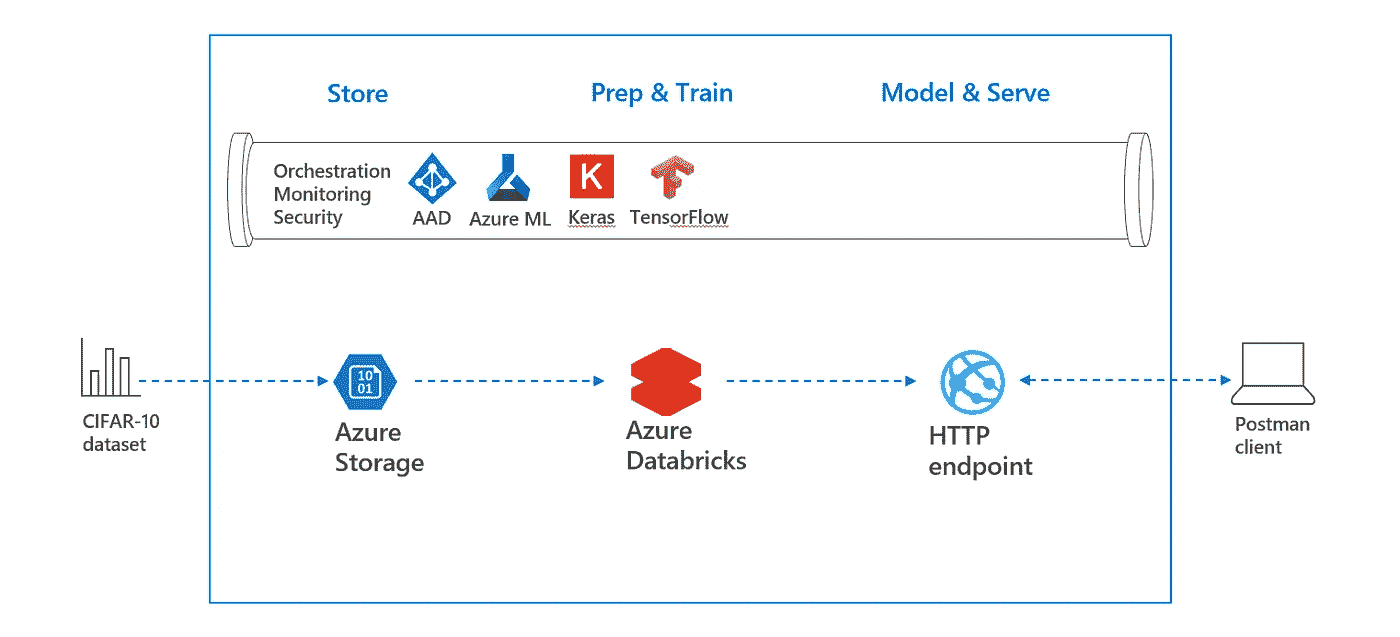 Store
Prep & Train
Model & Serve
Orchestration
Monitoring
Security
AAD
Azure ML
K
Keras
TensorFlow
CIFAR-10
dataset
10
01
Azure
Storage
Azure
Databricks
HTTP
endpoint
Postman
client